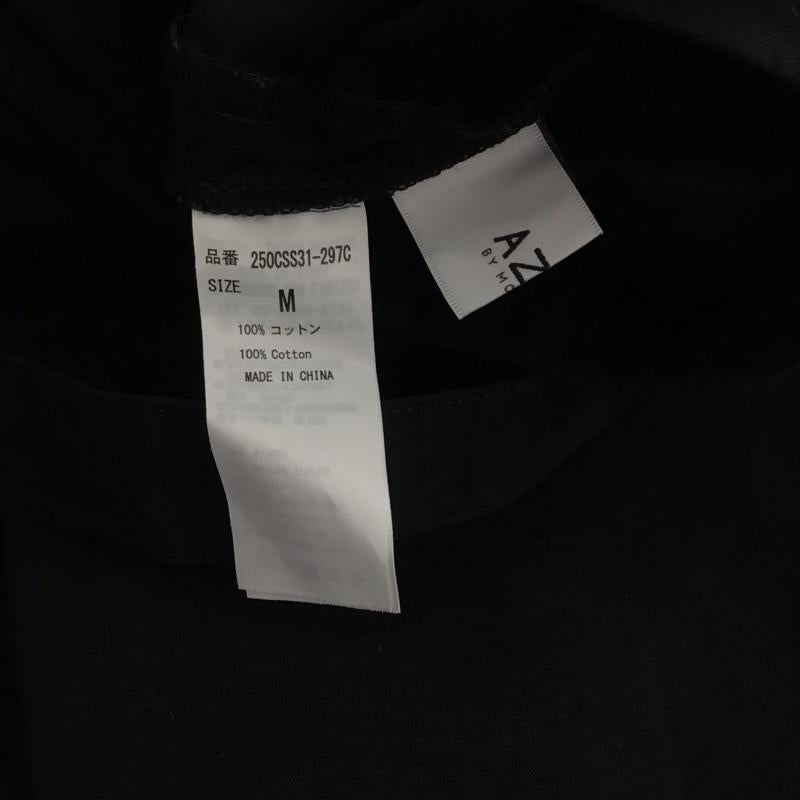 品番 250CSS31-297C
SIZE
M
100% コットン
100% Cotton
MADE IN CHINA
AZ
BY MO